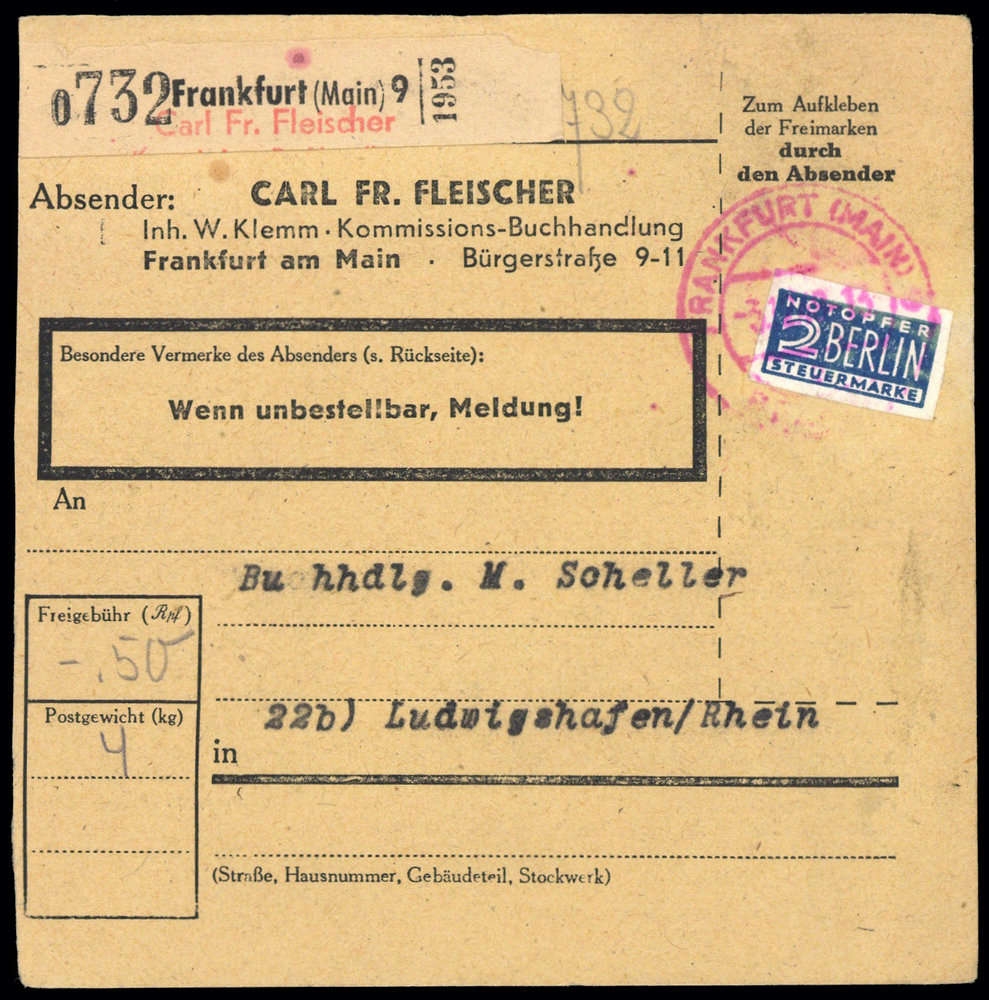 0732 Frankfurt (Main) 9 1953
Carl Fr. Fleischer
732
Zum Aufkleben
der Freimarken
durch
den Absender
Absender: CARL FR. FLEISCHER
Inh. W. Klemm · Kommissions-Buchhandlung
Frankfurt am Main · Bürgerstraße 9-11
FRANKFURT (MAIN)
NOTOPFER
2 BERLIN
STEUERMARKE
Besondere Vermerke des Absenders (s. Rückseite):
Wenn unbestellbar, Meldung!
An
Bu hhdlg. M. Scheller
Freigebühr (Rpf)
-.50
22b) Ludwigshafen/Rhein
Postgewicht (kg)
4
in
(Straße, Hausnummer, Gebäudeteil, Stockwerk)